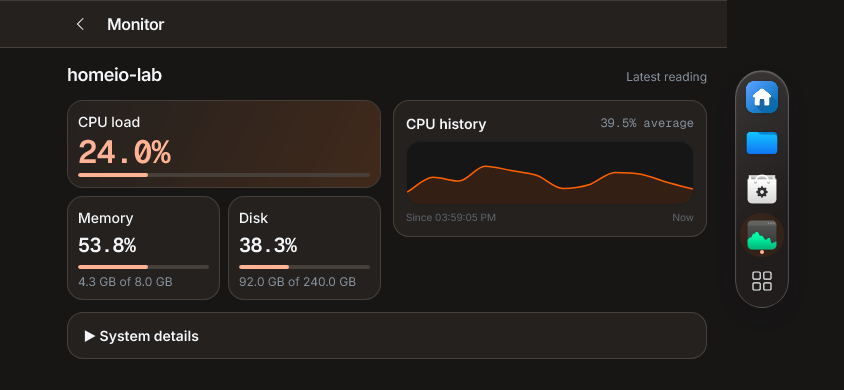 Monitor
homeio-lab
Latest reading
CPU load
24.0%
Memory
53.8%
4.3 GB of 8.0 GB
Disk
38.3%
92.0 GB of 240.0 GB
CPU history
39.5% average
Since 03:59:05 PM
Now
System details